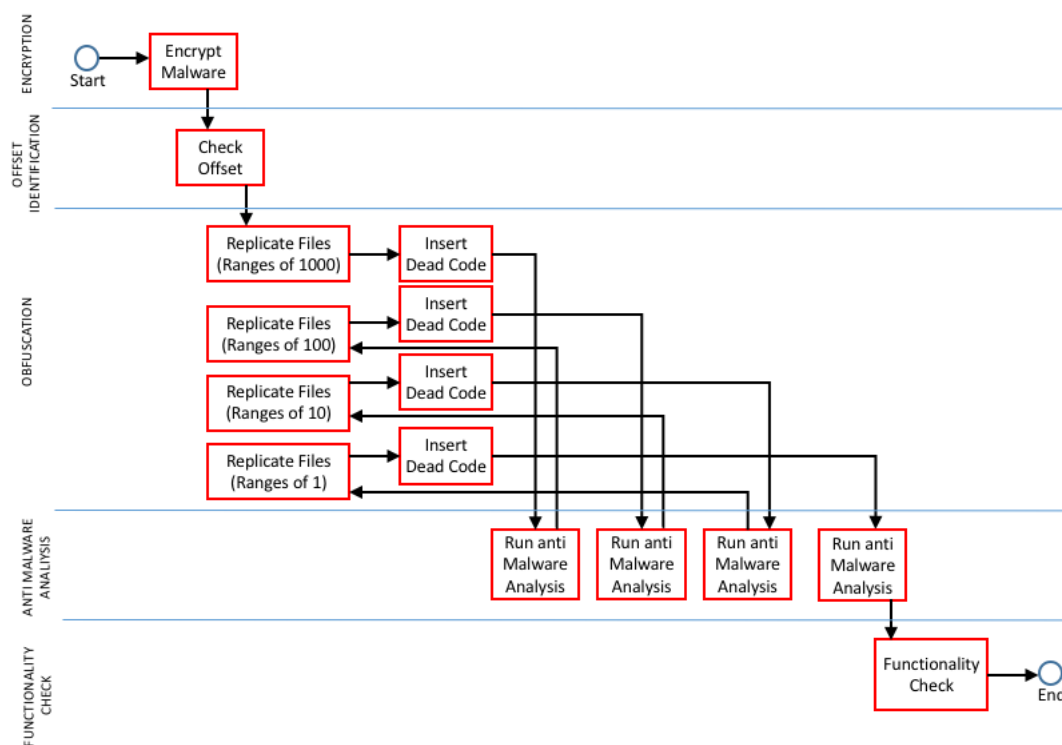 ENCRYPTION
Start
Encrypt
Malware
OFFSET
IDENTIFICATION
Check
Offset
OBFUSCATION
Replicate Files
(Ranges of 1000)
Insert
Dead Code
Replicate Files
(Ranges of 100)
Insert
Dead Code
Replicate Files
(Ranges of 10)
Insert
Dead Code
Replicate Files
(Ranges of 1)
Insert
Dead Code
ANTI MALWARE
ANALYSIS
Run anti
Malware
Analysis
Run anti
Malware
Analysis
Run anti
Malware
Analysis
Run anti
Malware
Analysis
FUNCTIONALITY
CHECK
Functionality
Check
End